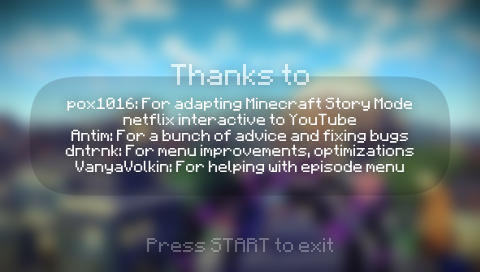 Thanks to
pox1016: For adapting Minecraft Story Mode
netflix interactive to YouTube
Antim: For a bunch of advice and fixing bugs
dntrnk: For menu improvements, optimizations
VanyaVolkin: For helping with episode menu
Press START to exit